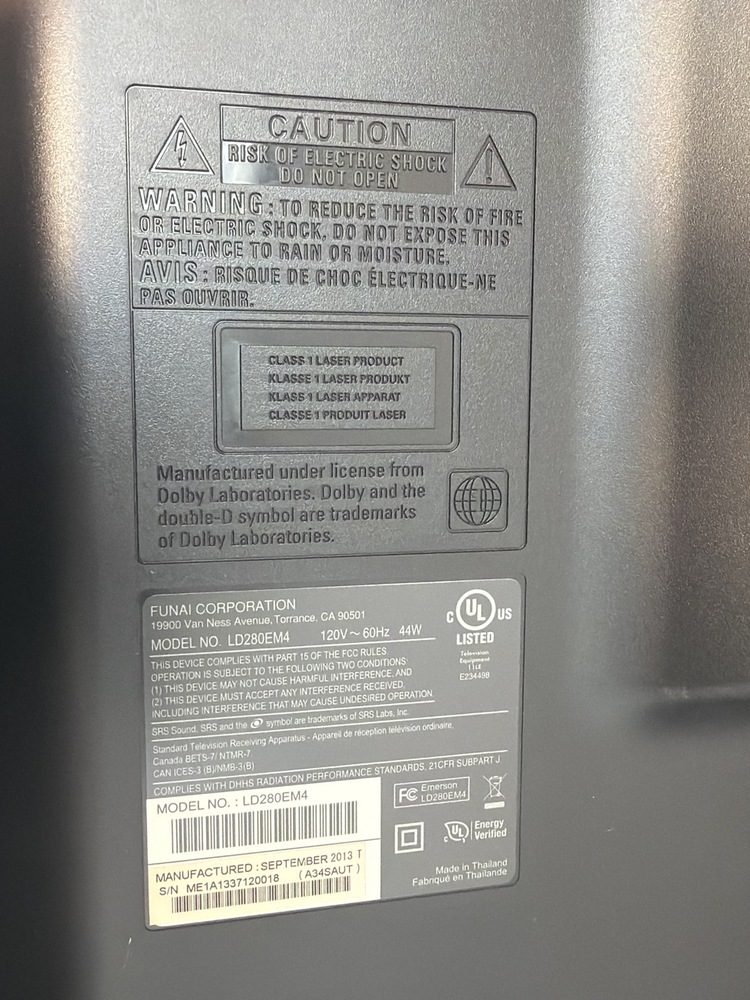 CAUTION
RISK OF ELECTRIC SHOCK
DO NOT OPEN
WARNING : TO REDUCE THE RISK OF FIRE
OR ELECTRIC SHOCK, DO NOT EXPOSE THIS
APPLIANCE TO RAIN OR MOISTURE.
AVIS : RISQUE DE CHOC ÉLECTRIQUE-NE
PAS OUVRIR.
CLASS 1 LASER PRODUCT
KLASSE 1 LASER PRODUKT
KLASS 1 LASER APPARAT
CLASSE 1 PRODUIT LASER
Manufactured under license from
Dolby Laboratories. Dolby and the
double-D symbol are trademarks
of Dolby Laboratories.
FUNAI CORPORATION
19900 Van Ness Avenue, Torrance, CA 90501
MODEL NO. LD280EM4 120V ~ 60Hz 44W
C UL US
LISTED
Television
Equipment
11LE
E234498
THIS DEVICE COMPLIES WITH PART 15 OF THE FCC RULES.
OPERATION IS SUBJECT TO THE FOLLOWING TWO CONDITIONS:
(1) THIS DEVICE MAY NOT CAUSE HARMFUL INTERFERENCE, AND
(2) THIS DEVICE MUST ACCEPT ANY INTERFERENCE RECEIVED,
INCLUDING INTERFERENCE THAT MAY CAUSE UNDESIRED OPERATION.
SRS Sound, SRS and the symbol are trademarks of SRS Labs, Inc.
Standard Television Receiving Apparatus - Appareil de réception télévision ordinaire,
Canada BETS-7/ NTMR-7
CAN ICES-3 (B)/NMB-3(B)
COMPLIES WITH DHHS RADIATION PERFORMANCE STANDARDS, 21CFR SUBPART J.
MODEL NO. : LD280EM4
FC Emerson
LD280EM4
UL Energy
Verified
MANUFACTURED : SEPTEMBER 2013 T
S/N ME1A1337120018 ( A34SAUT )
Made in Thailand
Fabriqué en Thailande